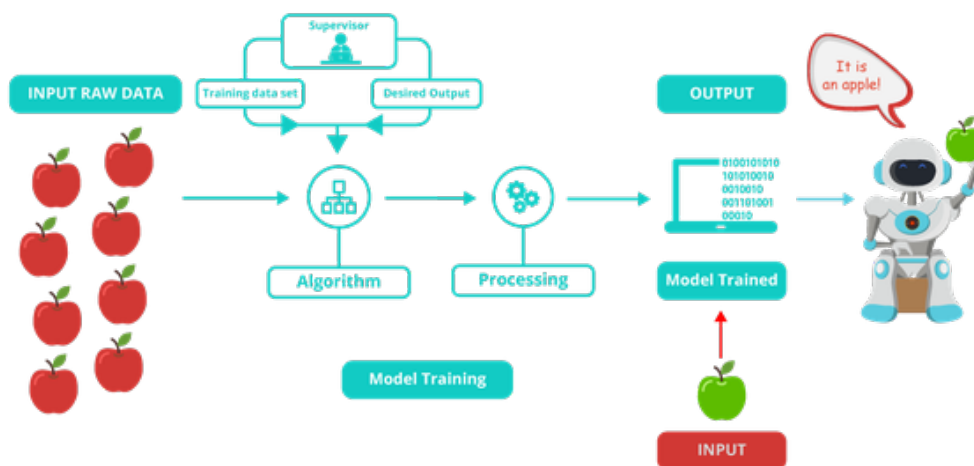 Supervisor
INPUT RAW DATA
Training data set
Desired Output
OUTPUT
It is
an apple!
0100101010
101010010
0010010
001101001
00010
Algorithm
Processing
Model Trained
Model Training
INPUT